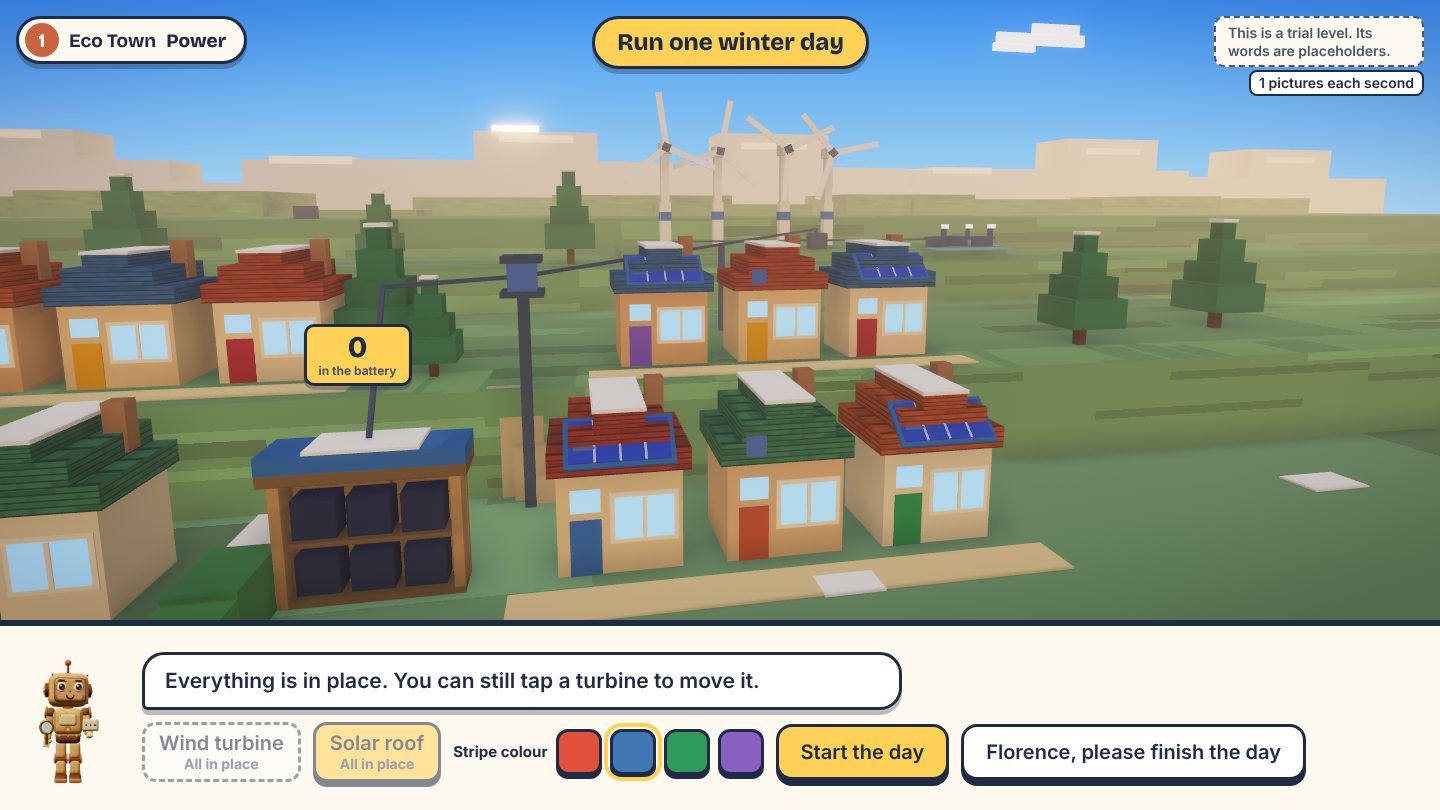 1 Eco Town Power
Run one winter day
This is a trial level. Its
words are placeholders.
1 pictures each second
0
in the battery
Everything is in place. You can still tap a turbine to move it.
Wind turbine
All in place
Solar roof
All in place
Stripe colour
Start the day
Florence, please finish the day